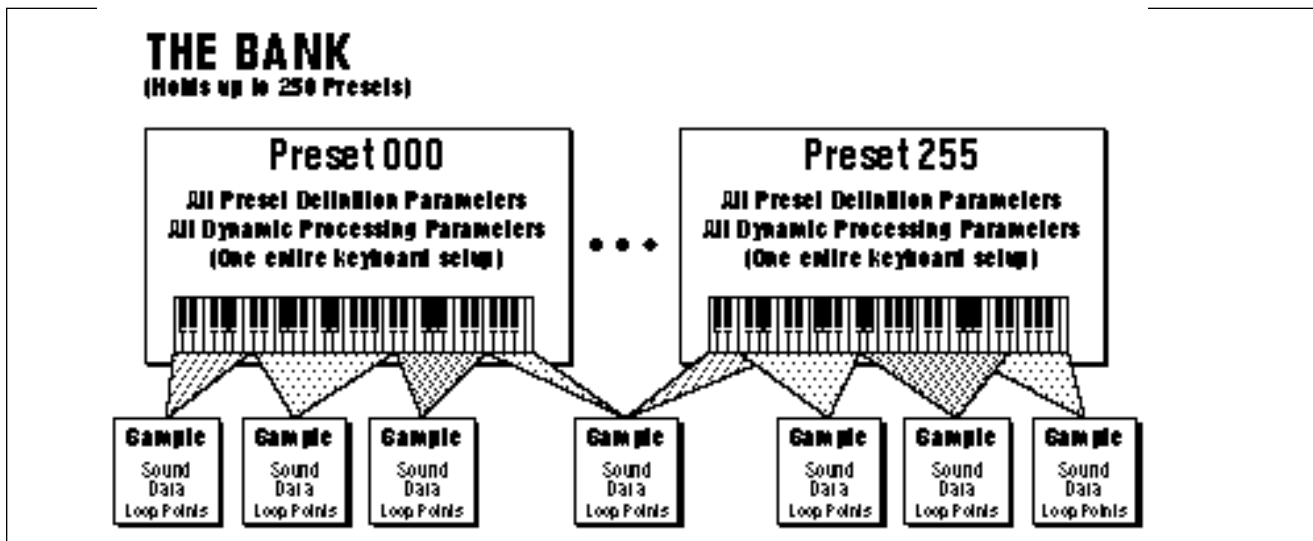 THE BANK
(Holds up to 250 Presets)
Preset 000
All Preset Definition Parameters
All Dynamic Processing Parameters
(One entire keyboard setup)
Preset 255
All Preset Definition Parameters
All Dynamic Processing Parameters
(One entire keyboard setup)
Sample
Sound
Data
Loop Points
Sample
Sound
Data
Loop Points
Sample
Sound
Data
Loop Points
Sample
Sound
Data
Loop Points
Sample
Sound
Data
Loop Points
Sample
Sound
Data
Loop Points
Sample
Sound
Data
Loop Points